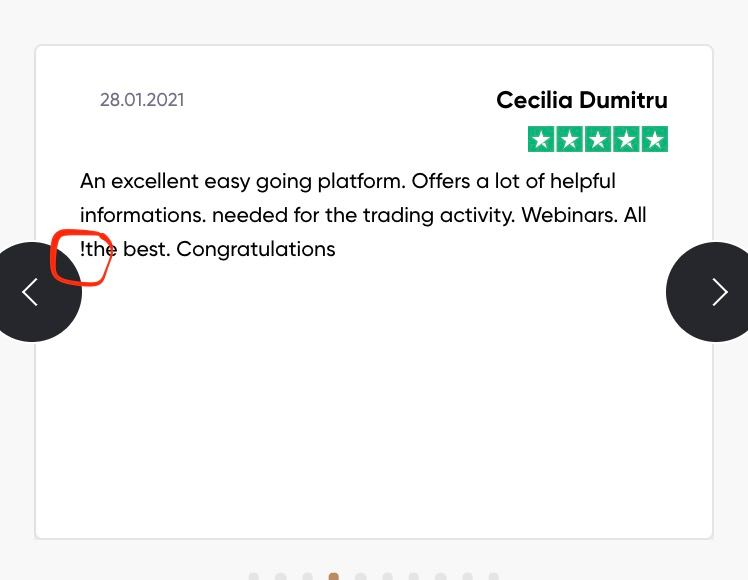 28.01.2021
Cecilia Dumitru
An excellent easy going platform. Offers a lot of helpful
informations. needed for the trading activity. Webinars. All
!the best. Congratulations